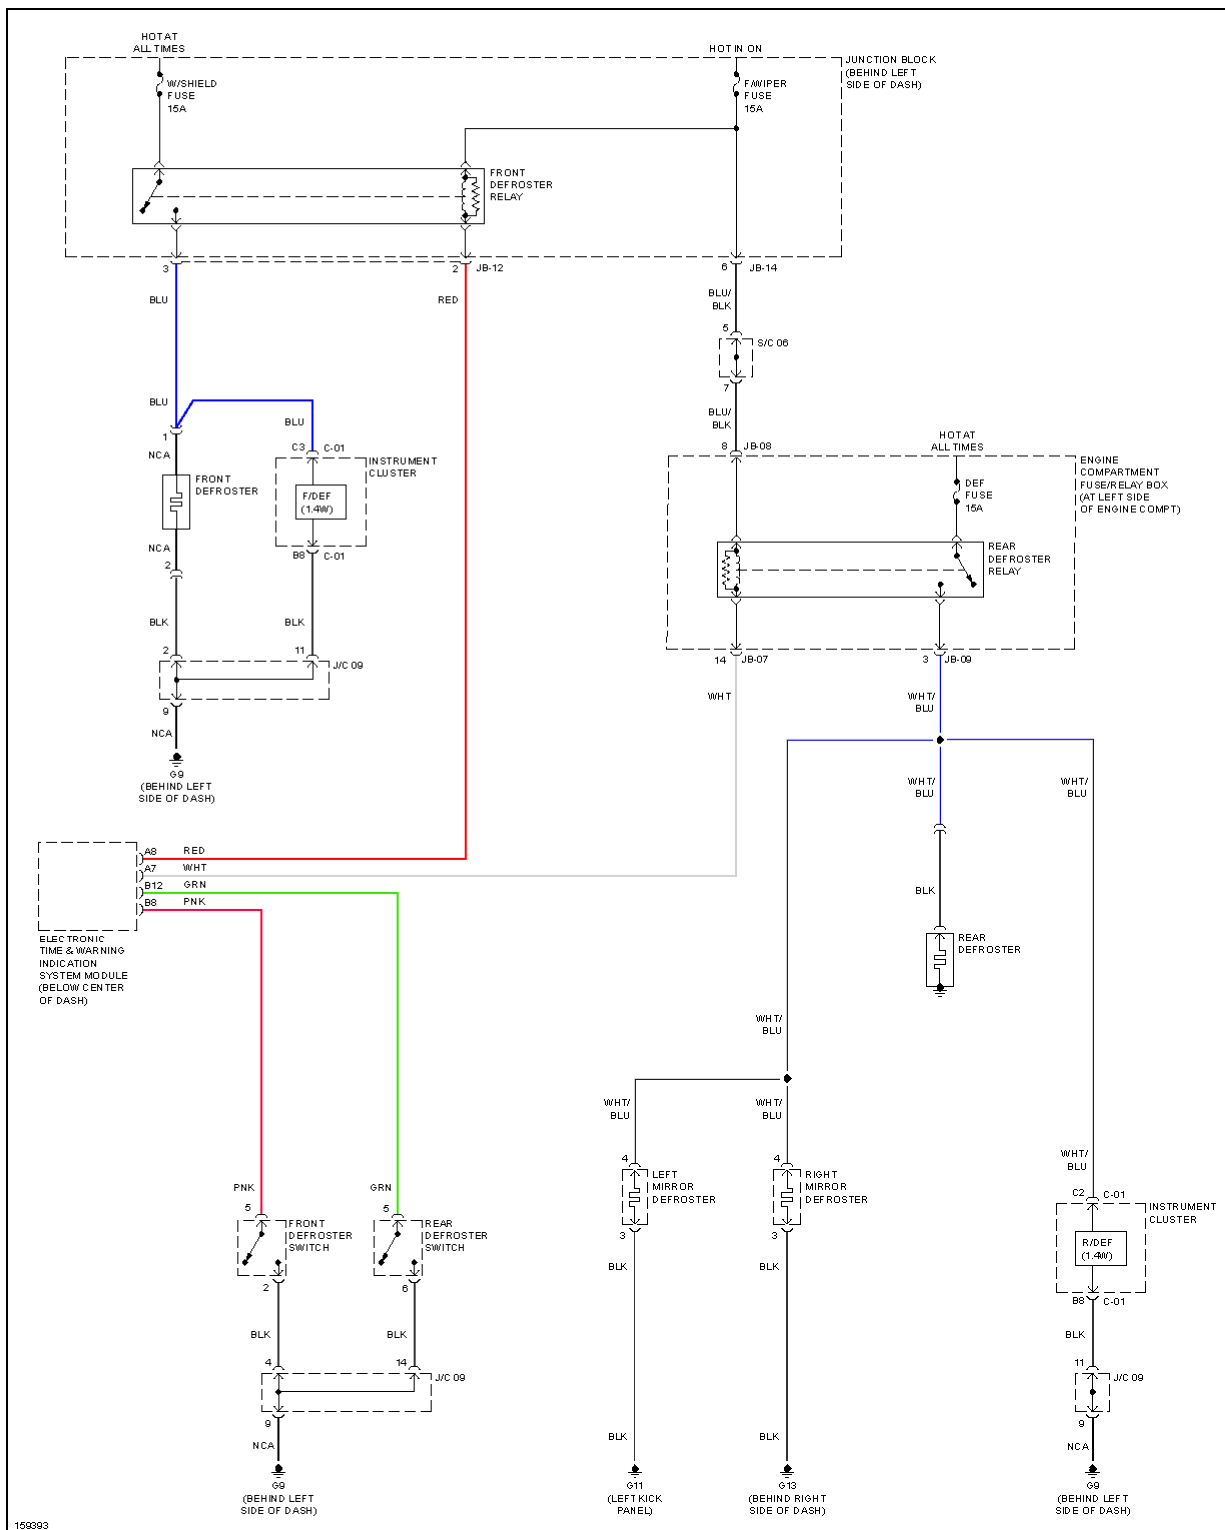 HOT AT
ALL TIMES
HOT IN ON
JUNCTION BLOCK
(BEHIND LEFT
SIDE OF DASH)
W/SHIELD
FUSE
15A
F/WIPER
FUSE
15A
FRONT
DEFROSTER
RELAY
3
2
JB-12
6
JB-14
BLU
RED
BLU/
BLK
5
S/C 06
7
BLU
BLU
BLU/
BLK
1
C3
C-01
8
JB-08
HOT AT
ALL TIMES
NCA
INSTRUMENT
CLUSTER
ENGINE
COMPARTMENT
FUSE/RELAY BOX
(AT LEFT SIDE
OF ENGINE COMPT)
FRONT
DEFROSTER
F/DEF
(1.4W)
DEF
FUSE
15A
NCA
2
B8
C-01
REAR
DEFROSTER
RELAY
BLK
BLK
2
11
J/C 09
14
JB-07
3
JB-09
9
WHT
WHT/
BLU
NCA
G9
(BEHIND LEFT
SIDE OF DASH)
WHT/
BLU
WHT/
BLU
A8
RED
A7
WHT
B12
GRN
B8
PNK
BLK
ELECTRONIC
TIME & WARNING
INDICATION
SYSTEM MODULE
(BELOW CENTER
OF DASH)
REAR
DEFROSTER
WHT/
BLU
WHT/
BLU
WHT/
BLU
WHT/
BLU
4
4
PNK
GRN
LEFT
MIRROR
DEFROSTER
RIGHT
MIRROR
DEFROSTER
C2
C-01
5
5
INSTRUMENT
CLUSTER
FRONT
DEFROSTER
SWITCH
REAR
DEFROSTER
SWITCH
3
3
R/DEF
(1.4W)
BLK
BLK
2
6
B8
C-01
BLK
BLK
BLK
4
14
J/C 09
11
J/C 09
9
9
NCA
BLK
BLK
NCA
G9
(BEHIND LEFT
SIDE OF DASH)
G11
(LEFT KICK
PANEL)
G13
(BEHIND RIGHT
SIDE OF DASH)
G9
(BEHIND LEFT
SIDE OF DASH)
159393